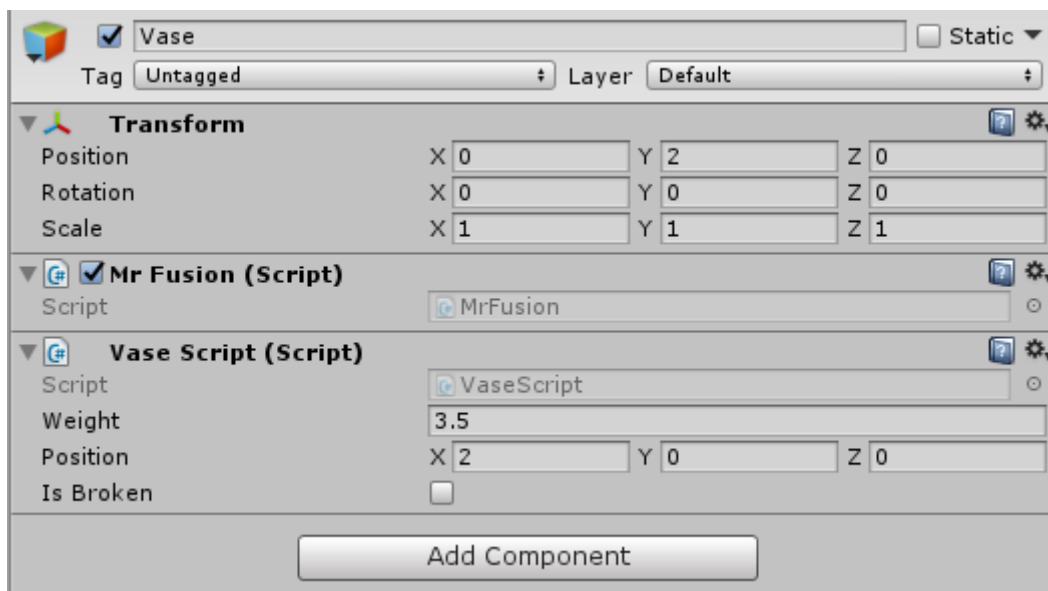 Vase Static
Tag Untagged Layer Default
Transform
Position X 0 Y 2 Z 0
Rotation X 0 Y 0 Z 0
Scale X 1 Y 1 Z 1
C# Mr Fusion (Script)
Script C# MrFusion
C# Vase Script (Script)
Script C# VaseScript
Weight 3.5
Position X 2 Y 0 Z 0
Is Broken
Add Component